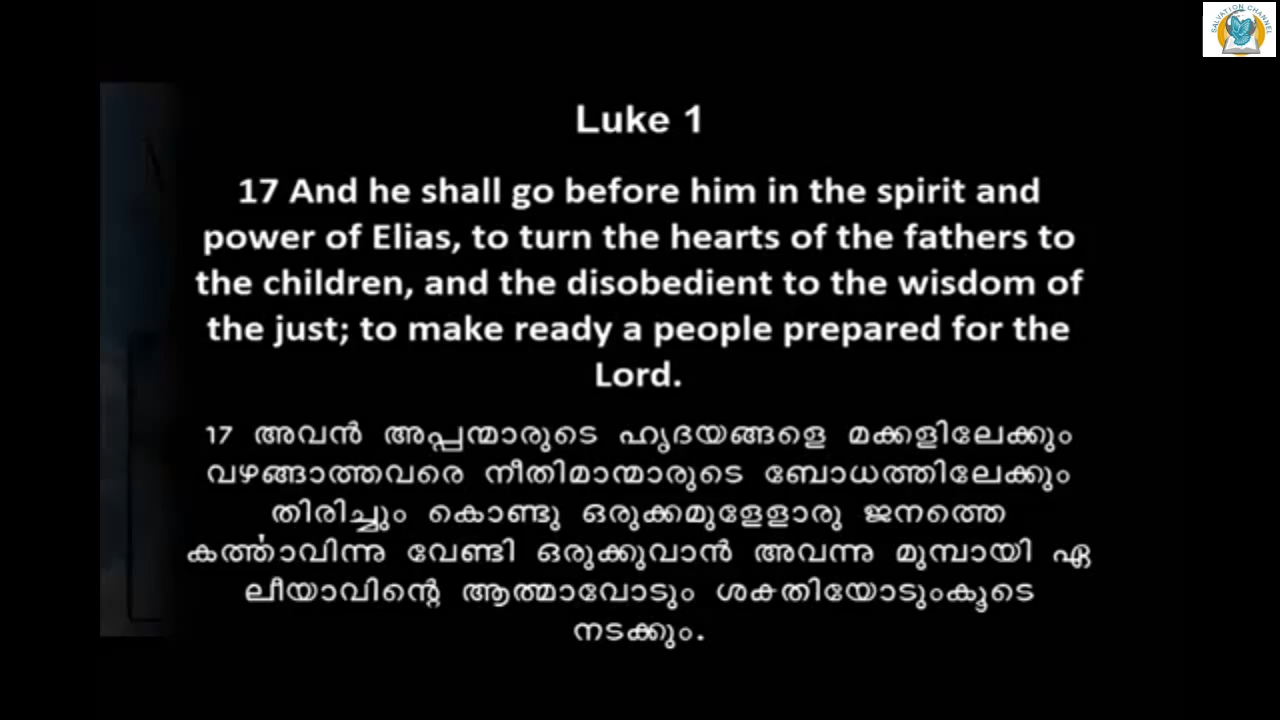 SALVATION CHANNEL
Luke 1
17 And he shall go before him in the spirit and
power of Elias, to turn the hearts of the fathers to
the children, and the disobedient to the wisdom of
the just; to make ready a people prepared for the
Lord.
17 അവൻ അപ്പന്മാരുടെ ഹൃദയങ്ങളെ മക്കളിലേക്കും
വഴങ്ങാത്തവരെ നീതിമാന്മാരുടെ ബോധത്തിലേക്കും
തിരിച്ചും കൊണ്ടു ഒരുക്കമുളേളാരു ജനത്തെ
കൎത്താവിന്നു വേണ്ടി ഒരുക്കുവാൻ അവന്നു മുമ്പായി ഏ
ലീയാവിന്റെ ആത്മാവോടും ശക്തിയോടുംകൂടെ
നടക്കും.